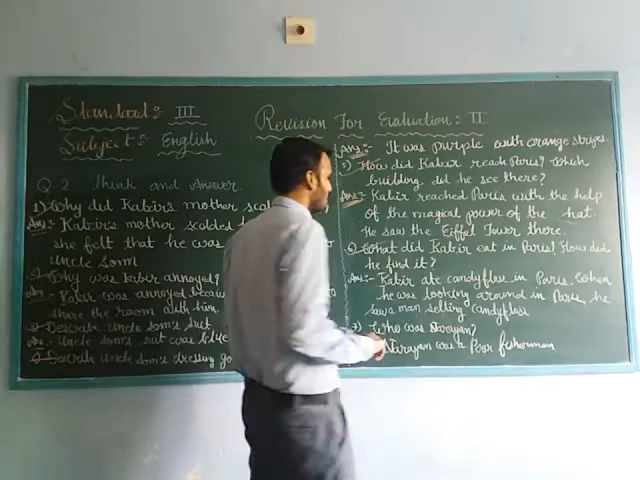 Standard:- III
Subject:- English
Revision For Evaluation:- II
Q.2 Think and Answer.
1) Why did Kabir's mother
Ans:- Kabir's mother scolded
she felt that he was
uncle som
2) Why was Kabir annoyed?
Ans:- Kabir was annoyed
share the room with him.
3) Describe Uncle Som's suit
Ans:- Uncle Som's suit was blue
4) Describe Uncle Som's dressing
Ans:- It was purple with orange stripes.
5) How did Kabir reach Paris? Which
building did he see there?
Ans:- Kabir reached Paris with the help
of the magical power of the hat.
He saw the Eiffel Tower there.
6) What did Kabir eat in Paris? How did
he find it?
Ans:- Kabir ate candyfloss in Paris. When
he was looking around in Paris, he
saw a man selling candyfloss
7) Who was Narayan?
Narayan was a Poor fisherman